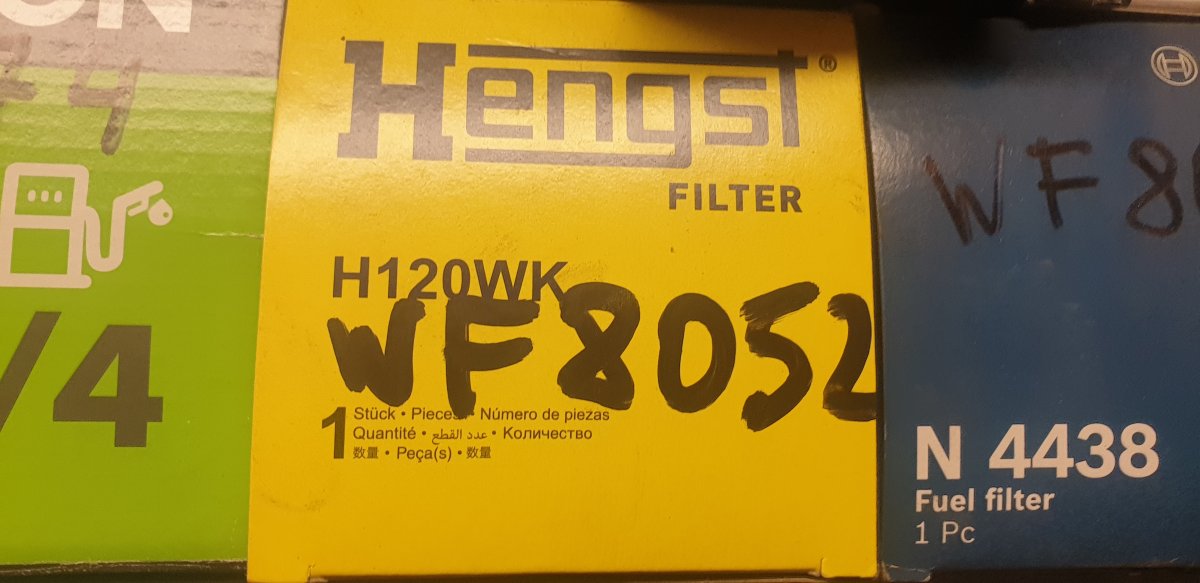 Hengst®
FILTER
H120WK
WF8052
1
Stück • Pieces • Número de piezas
Quantité • عدد القطع • Количество
数量 • Peça(s) • 数量
/4
WF8
N 4438
Fuel filter
1 Pc